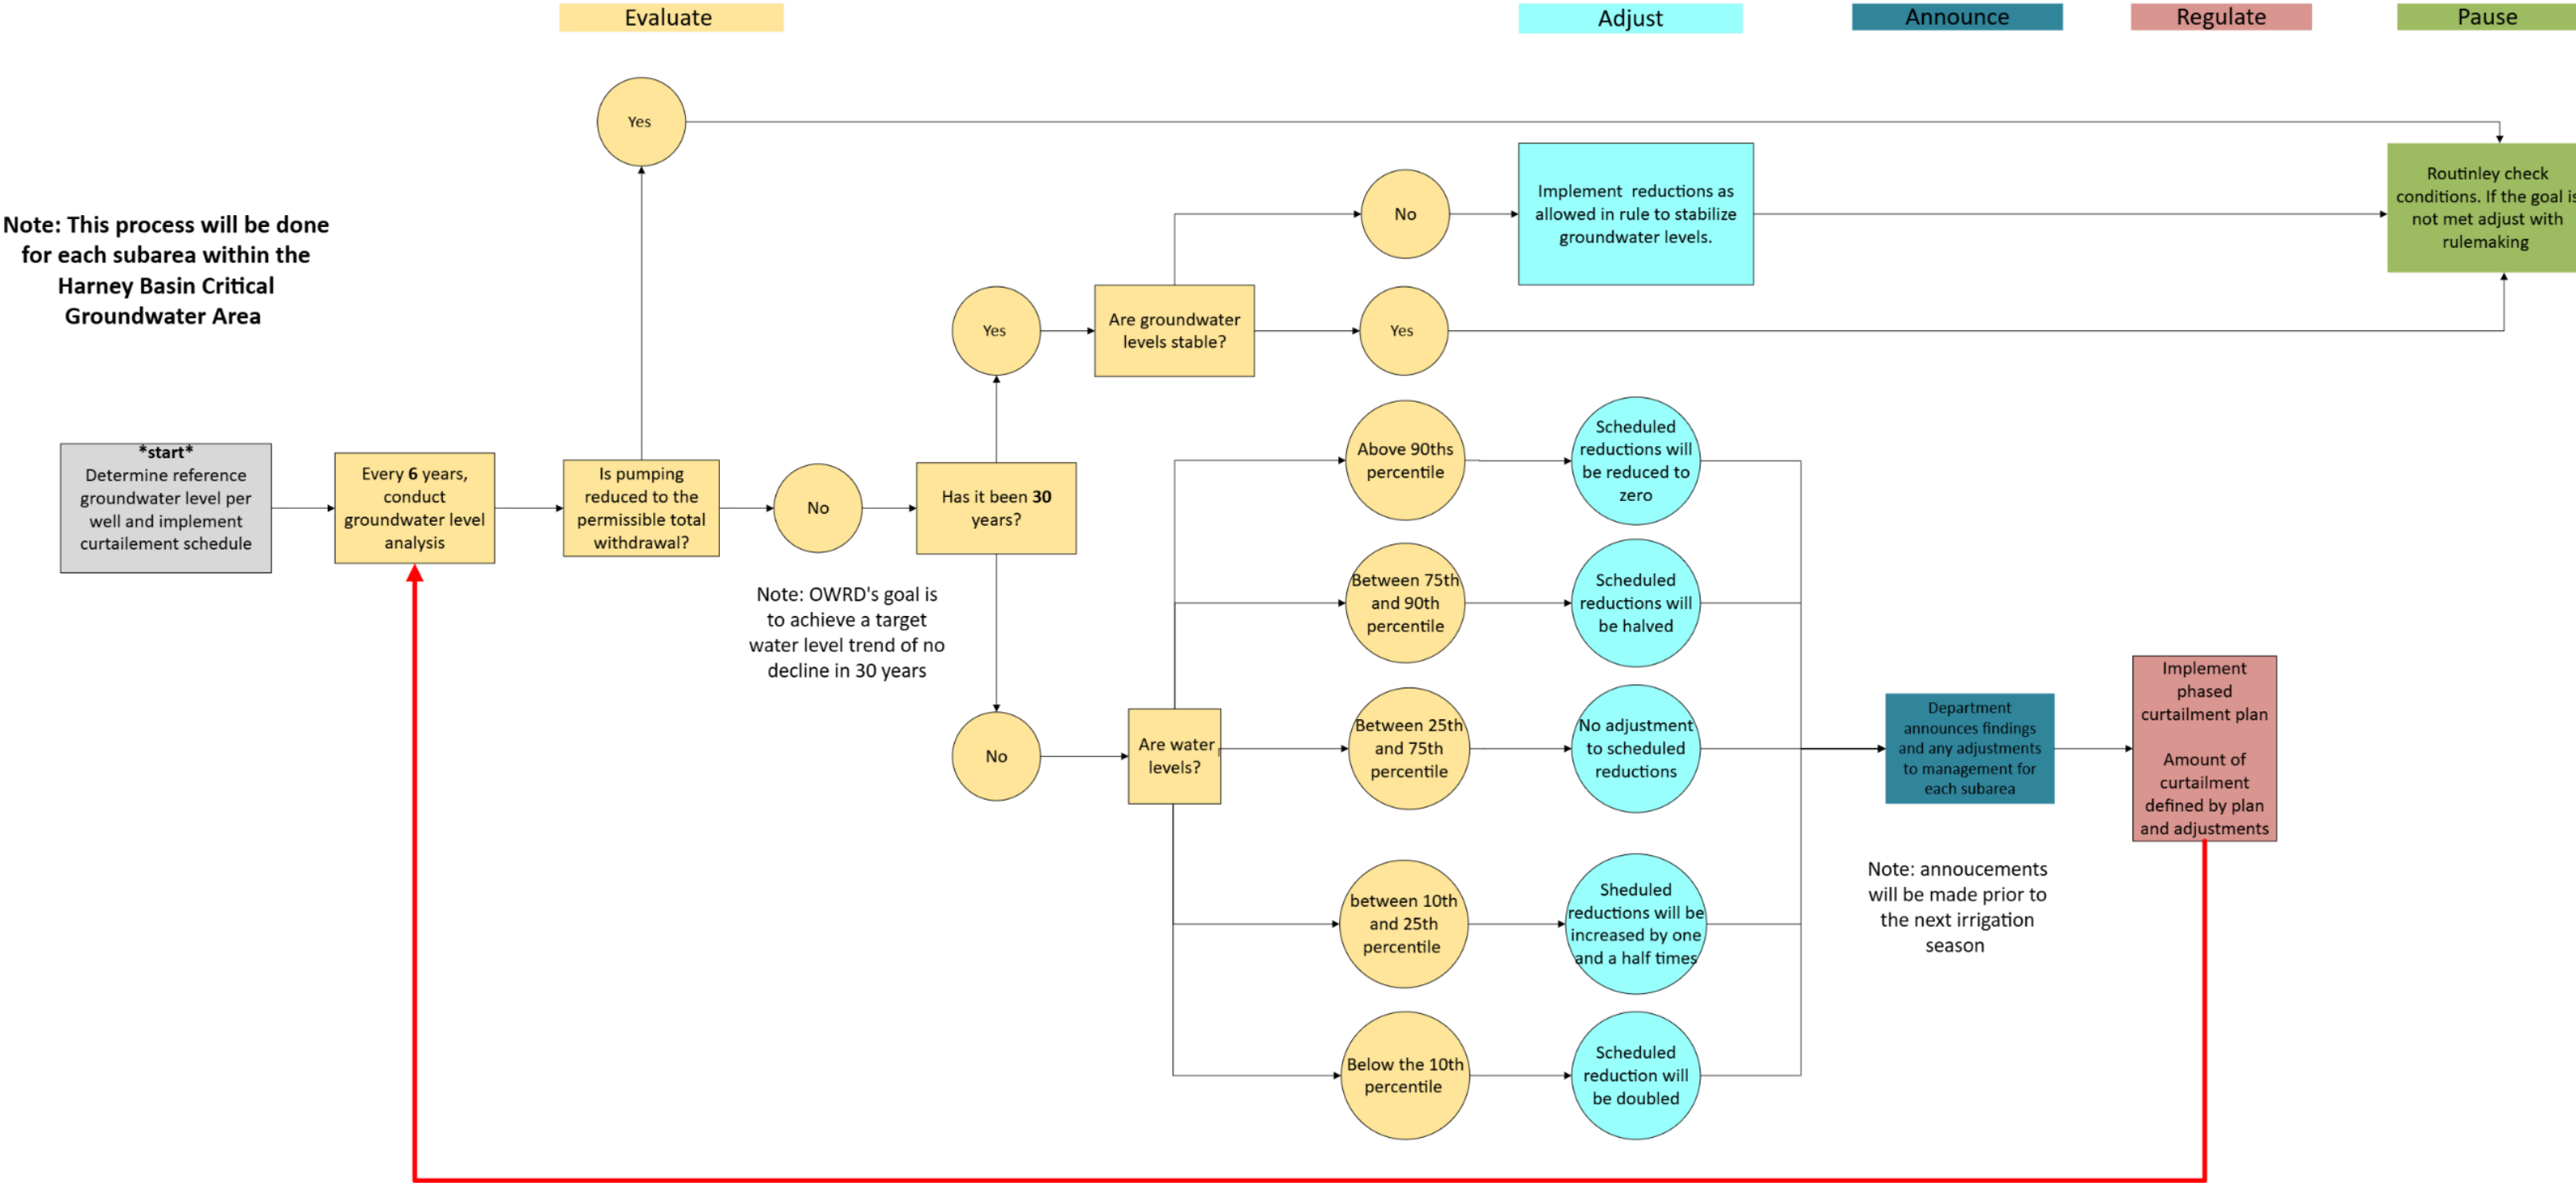 Evaluate
Adjust
Announce
Regulate
Pause
Yes
Note: This process will be done
for each subarea within the
Harney Basin Critical
Groundwater Area
No
Implement  reductions as
allowed in rule to stabilize
groundwater levels.
Routinley check
conditions. If the goal is
not met adjust with
rulemaking
Yes
Are groundwater
levels stable?
Yes
*start*
Determine reference
groundwater level per
well and implement
curtailement schedule
Every 6 years,
conduct
groundwater level
analysis
Is pumping
reduced to the
permissible total
withdrawal?
No
Has it been 30
years?
Note: OWRD's goal is
to achieve a target
water level trend of no
decline in 30 years
No
Are water
levels?
Above 90ths
percentile
Scheduled
reductions will
be reduced to
zero
Between 75th
and 90th
percentile
Scheduled
reductions will
be halved
Between 25th
and 75th
percentile
No adjustment
to scheduled
reductions
between 10th
and 25th
percentile
Sheduled
reductions will be
increased by one
and a half times
Below the 10th
percentile
Scheduled
reduction will
be doubled
Department
announces findings
and any adjustments
to management for
each subarea
Note: annoucements
will be made prior to
the next irrigation
season
Implement
phased
curtailment plan
Amount of
curtailment
defined by plan
and adjustments